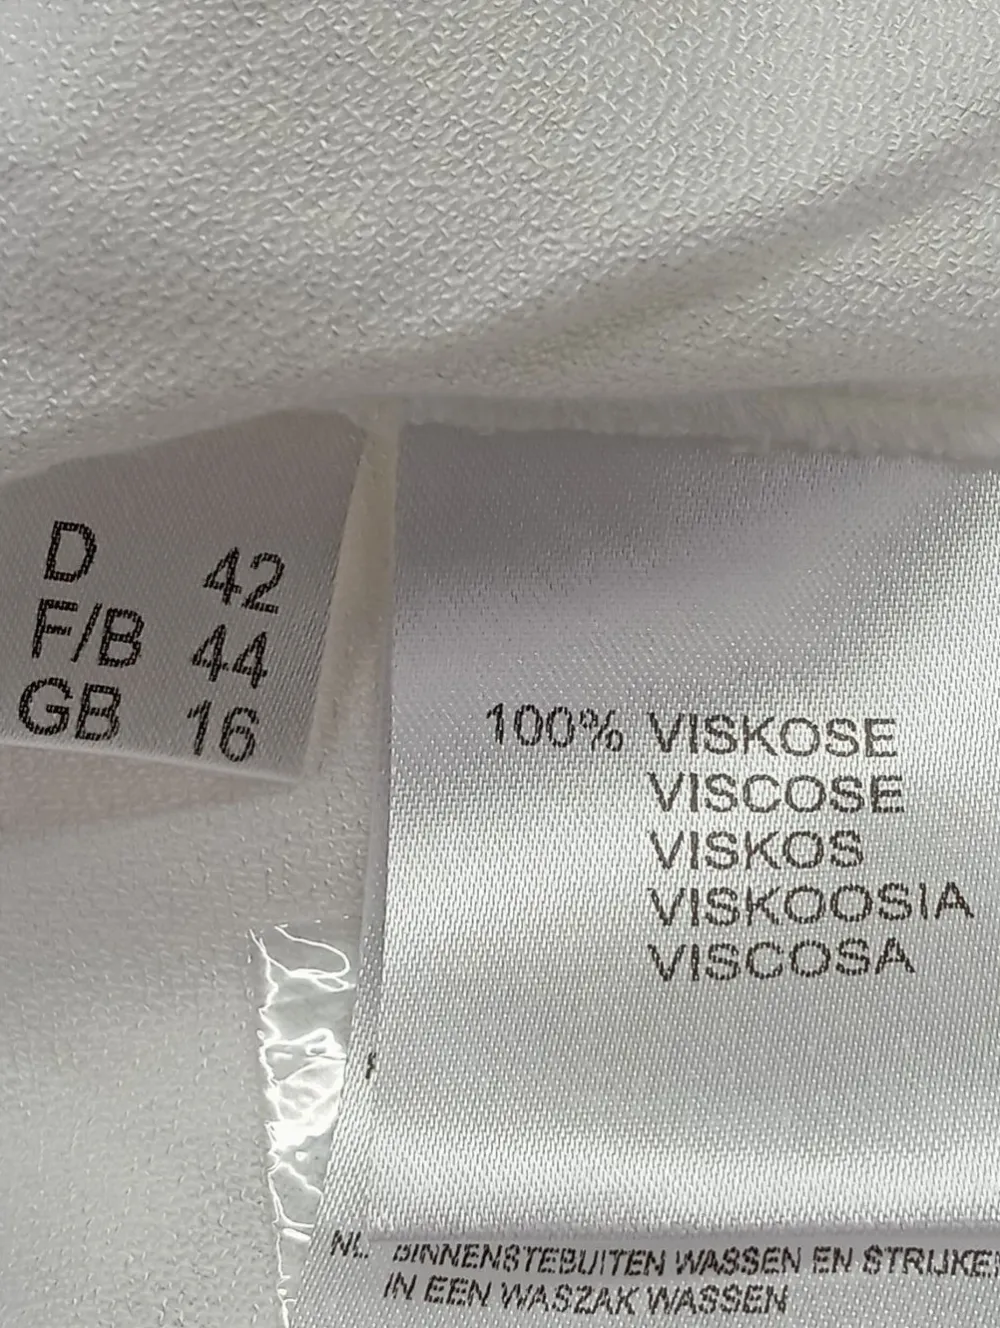 D 42
F/B 44
GB 16
100% VISKOSE
VISCOSE
VISKOS
VISKOOSIA
VISCOSA
NL BINNENSTEBUITEN WASSEN EN STRIJKEN
IN EEN WASZAK WASSEN